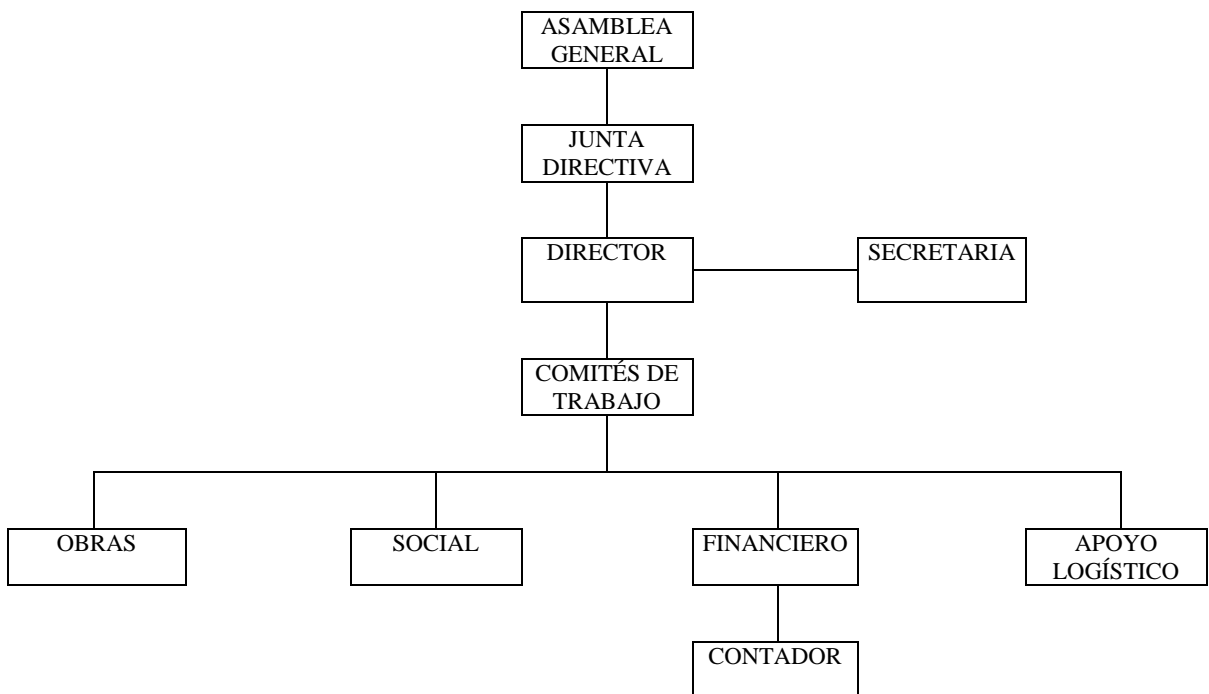 ASAMBLEA
GENERAL
JUNTA
DIRECTIVA
DIRECTOR
SECRETARIA
COMITÉS DE
TRABAJO
OBRAS
SOCIAL
FINANCIERO
APOYO
LOGÍSTICO
CONTADOR